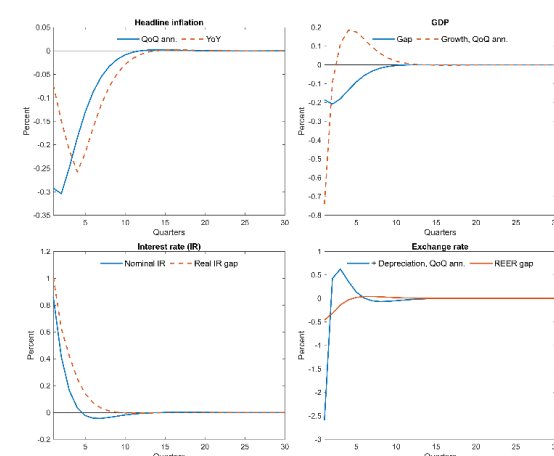 Headline inflation
QoQ ann. YoY
0.05
0
-0.05
-0.1
-0.15
-0.2
-0.25
-0.3
-0.35
Percent
5 10 15 20 25 30
Quarters
GDP
Gap Growth, QoQ ann.
0.2
0.1
0
-0.1
-0.2
-0.3
-0.4
-0.5
-0.6
-0.7
-0.8
Percent
5 10 15 20 25 30
Quarters
Interest rate (IR)
Nominal IR Real IR gap
1.2
1
0.8
0.6
0.4
0.2
0
-0.2
Percent
5 10 15 20 25 30
Quarters
Exchange rate
+ Depreciation, QoQ ann. REER gap
1
0.5
0
-0.5
-1
-1.5
-2
-2.5
-3
Percent
5 10 15 20 25 30
Quarters